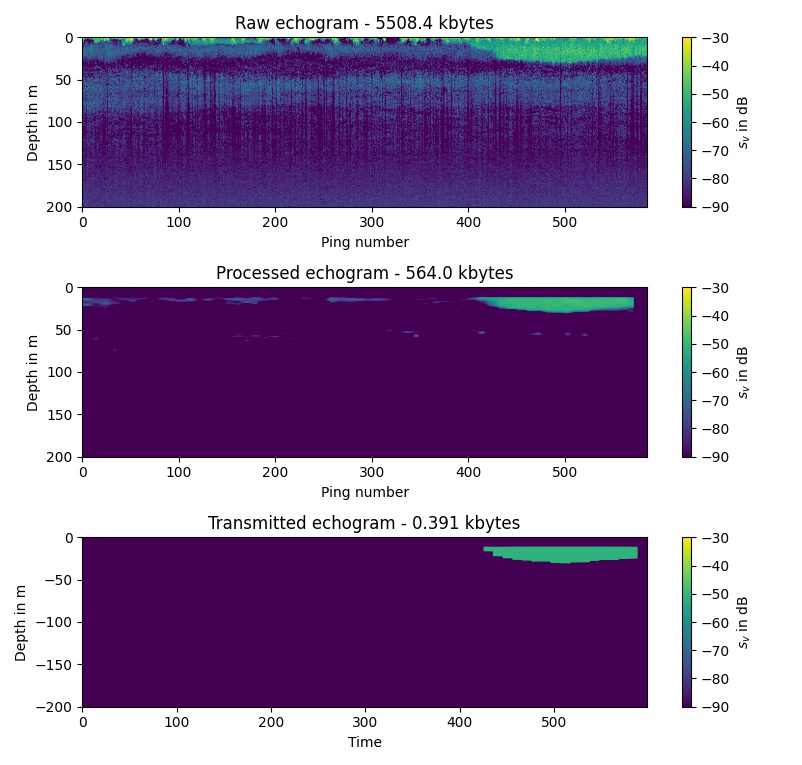 Raw echogram - 5508.4 kbytes
0
50
100
150
200
Depth in m
0 100 200 300 400 500
Ping number
−30
−40
−50
−60
−70
−80
−90
sv in dB
Processed echogram - 564.0 kbytes
0
50
100
150
200
Depth in m
0 100 200 300 400 500
Ping number
−30
−40
−50
−60
−70
−80
−90
sv in dB
Transmitted echogram - 0.391 kbytes
0
−50
−100
−150
−200
Depth in m
0 100 200 300 400 500
Time
−30
−40
−50
−60
−70
−80
−90
sv in dB